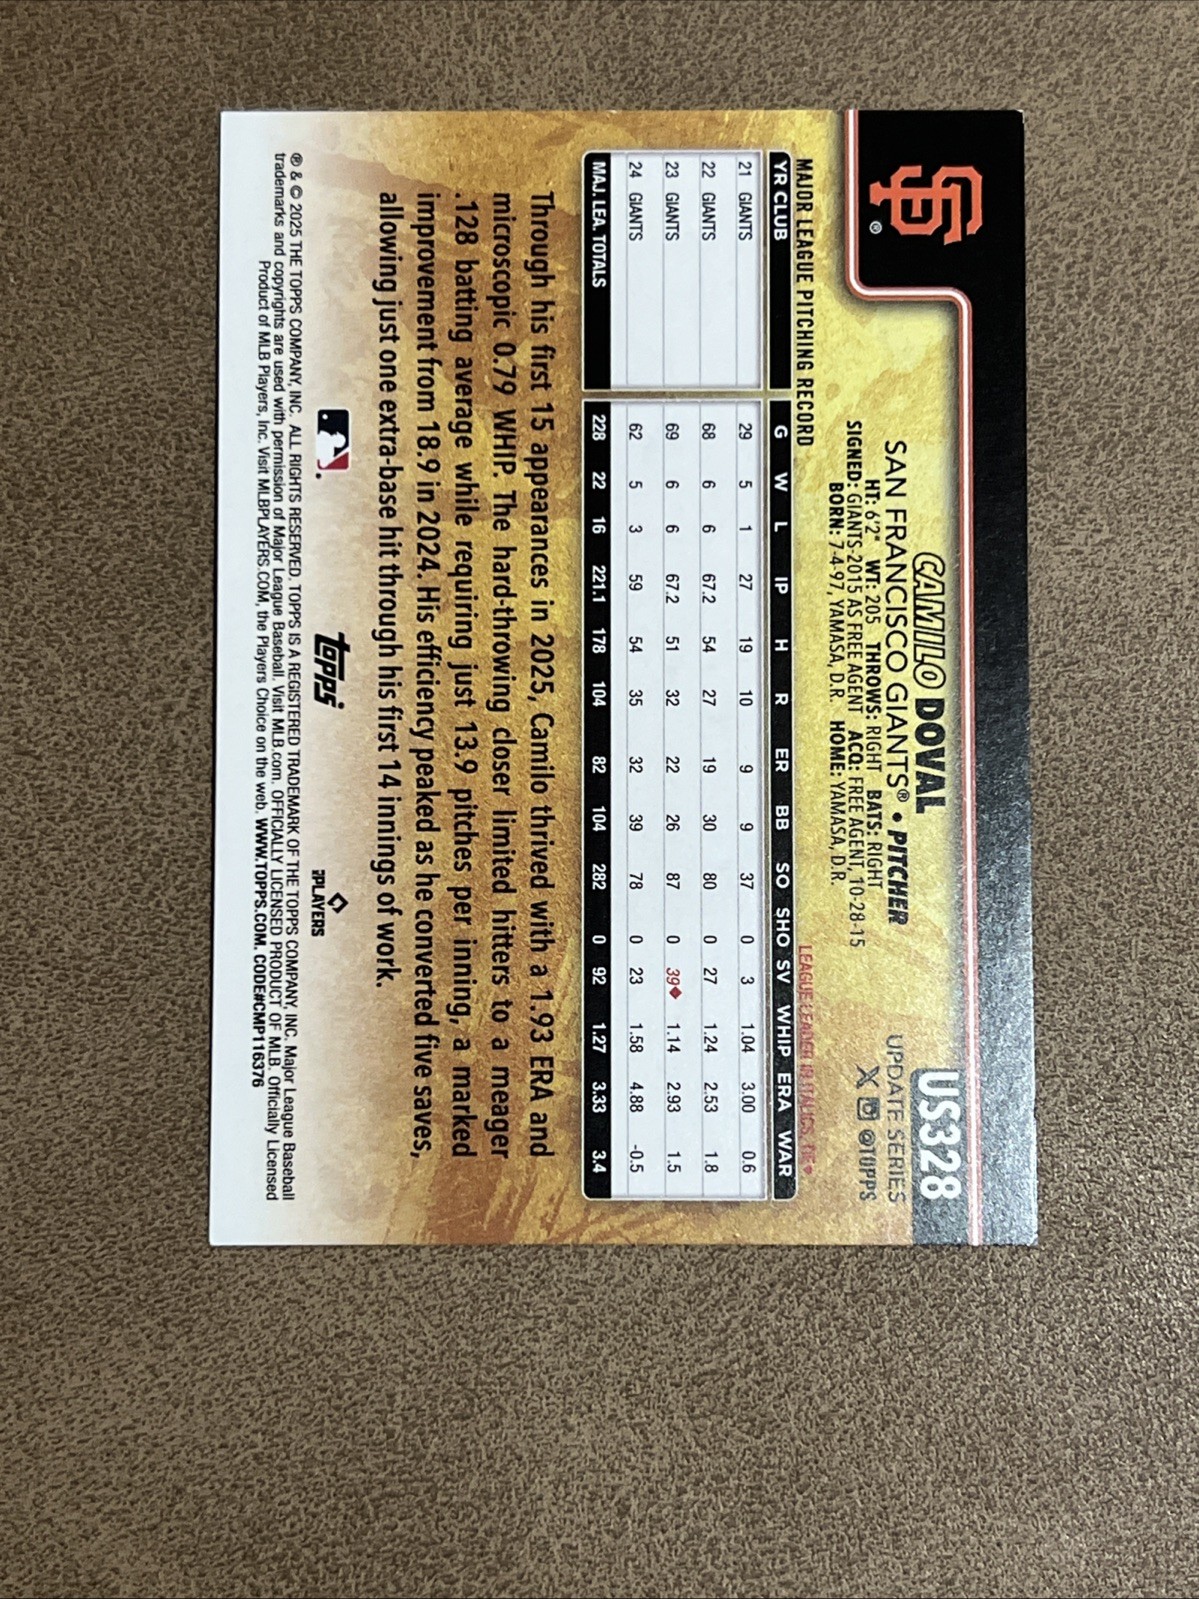 SF®
CAMILO DOVAL
US328
SAN FRANCISCO GIANTS® • PITCHER
UPDATE SERIES
HT: 6'2" WT: 205 THROWS: RIGHT BATS: RIGHT
X @TOPPS
SIGNED: GIANTS-2015 AS FREE AGENT ACQ: FREE AGENT, 10-28-15
BORN: 7-4-97, YAMASA, D.R. HOME: YAMASA, D.R.
MAJOR LEAGUE PITCHING RECORD
LEAGUE LEADER IN ITALICS, TIE♦
YR CLUB G W L IP H R ER BB SO SHO SV WHIP ERA WAR
21 GIANTS 29 5 1 27 19 10 9 9 37 0 3 1.04 3.00 0.6
22 GIANTS 68 6 6 67.2 54 27 19 30 80 0 27 1.24 2.53 1.8
23 GIANTS 69 6 6 67.2 51 32 22 26 87 0 39♦ 1.14 2.93 1.5
24 GIANTS 62 5 3 59 54 35 32 39 78 0 23 1.58 4.88 -0.5
MAJ. LEA. TOTALS 228 22 16 221.1 178 104 82 104 282 0 92 1.27 3.33 3.4
Through his first 15 appearances in 2025, Camilo thrived with a 1.93 ERA and
microscopic 0.79 WHIP. The hard-throwing closer limited hitters to a meager
.128 batting average while requiring just 13.9 pitches per inning, a marked
improvement from 18.9 in 2024. His efficiency peaked as he converted five saves,
allowing just one extra-base hit through his first 14 innings of work.
topps
PLAYERS
® & © 2025 THE TOPPS COMPANY, INC. ALL RIGHTS RESERVED. TOPPS IS A REGISTERED TRADEMARK OF THE TOPPS COMPANY, INC. Major League Baseball
trademarks and copyrights are used with permission of Major League Baseball. Visit MLB.com. OFFICIALLY LICENSED PRODUCT OF MLB. Officially Licensed
Product of MLB Players, Inc. Visit MLBPLAYERS.COM, the Players Choice on the web. WWW.TOPPS.COM. CODE#CMP116376